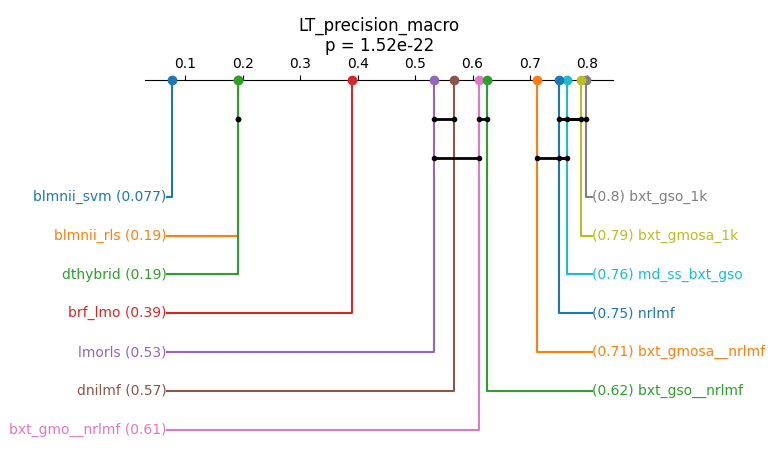 LT_precision_macro
p = 1.52e-22
0.1 0.2 0.3 0.4 0.5 0.6 0.7 0.8
blmnii_svm (0.077) (0.8) bxt_gso_1k
blmnii_rls (0.19) (0.79) bxt_gmosa_1k
dthybrid (0.19) (0.76) md_ss_bxt_gso
brf_lmo (0.39) (0.75) nrlmf
lmorls (0.53) (0.71) bxt_gmosa__nrlmf
dnilmf (0.57) (0.62) bxt_gso__nrlmf
bxt_gmo__nrlmf (0.61)